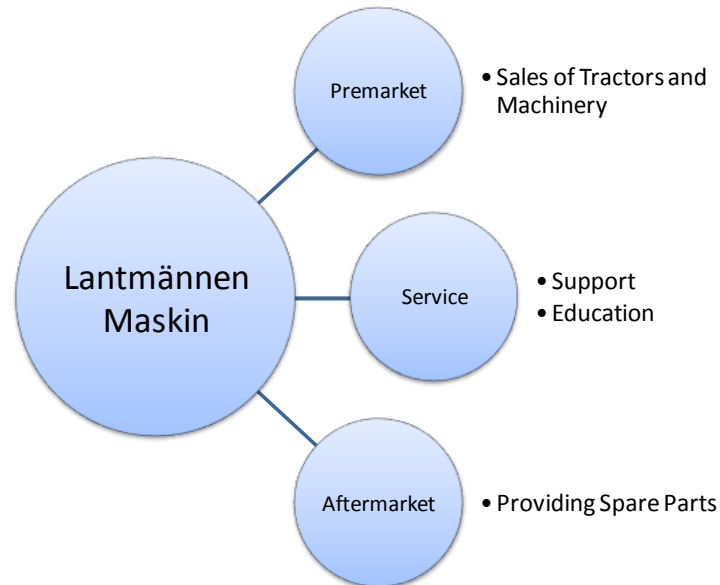 Premarket
• Sales of Tractors and
Machinery
Lantmännen
Maskin
Service
• Support
• Education
Aftermarket
• Providing Spare Parts